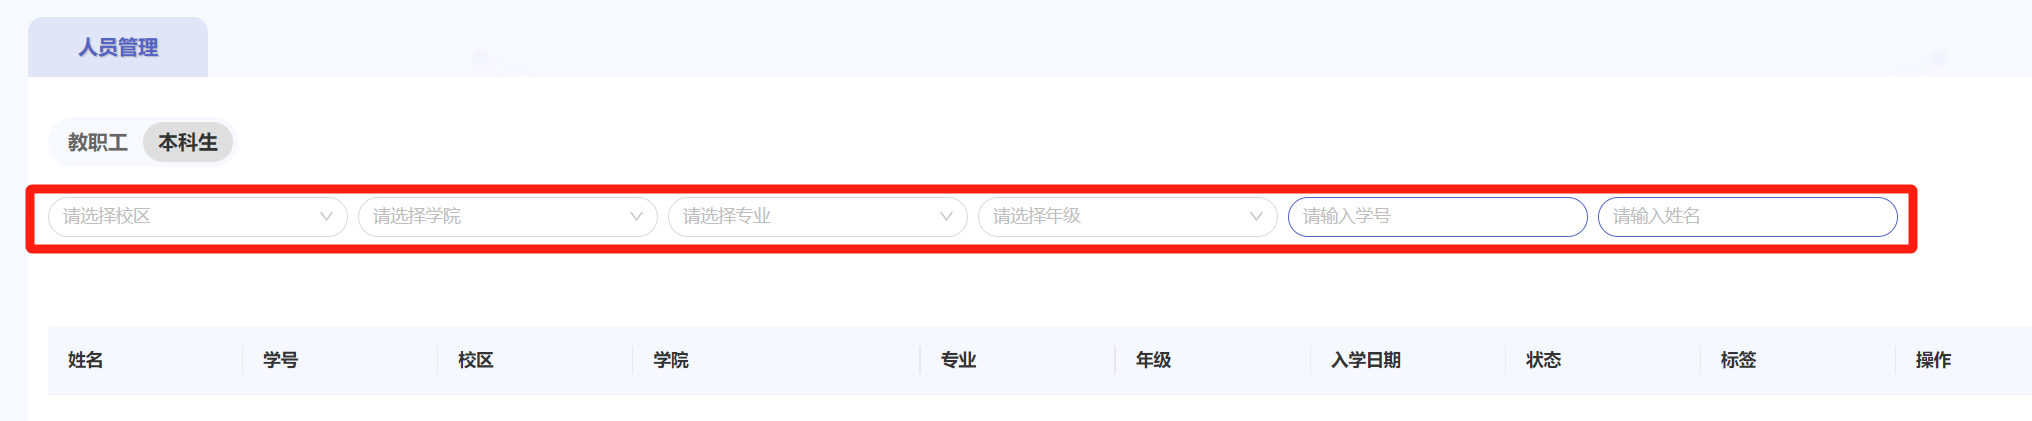 人员管理
教职工 本科生
请选择校区 请选择学院 请选择专业 请选择年级 请输入学号 请输入姓名
姓名 学号 校区 学院 专业 年级 入学日期 状态 标签 操作